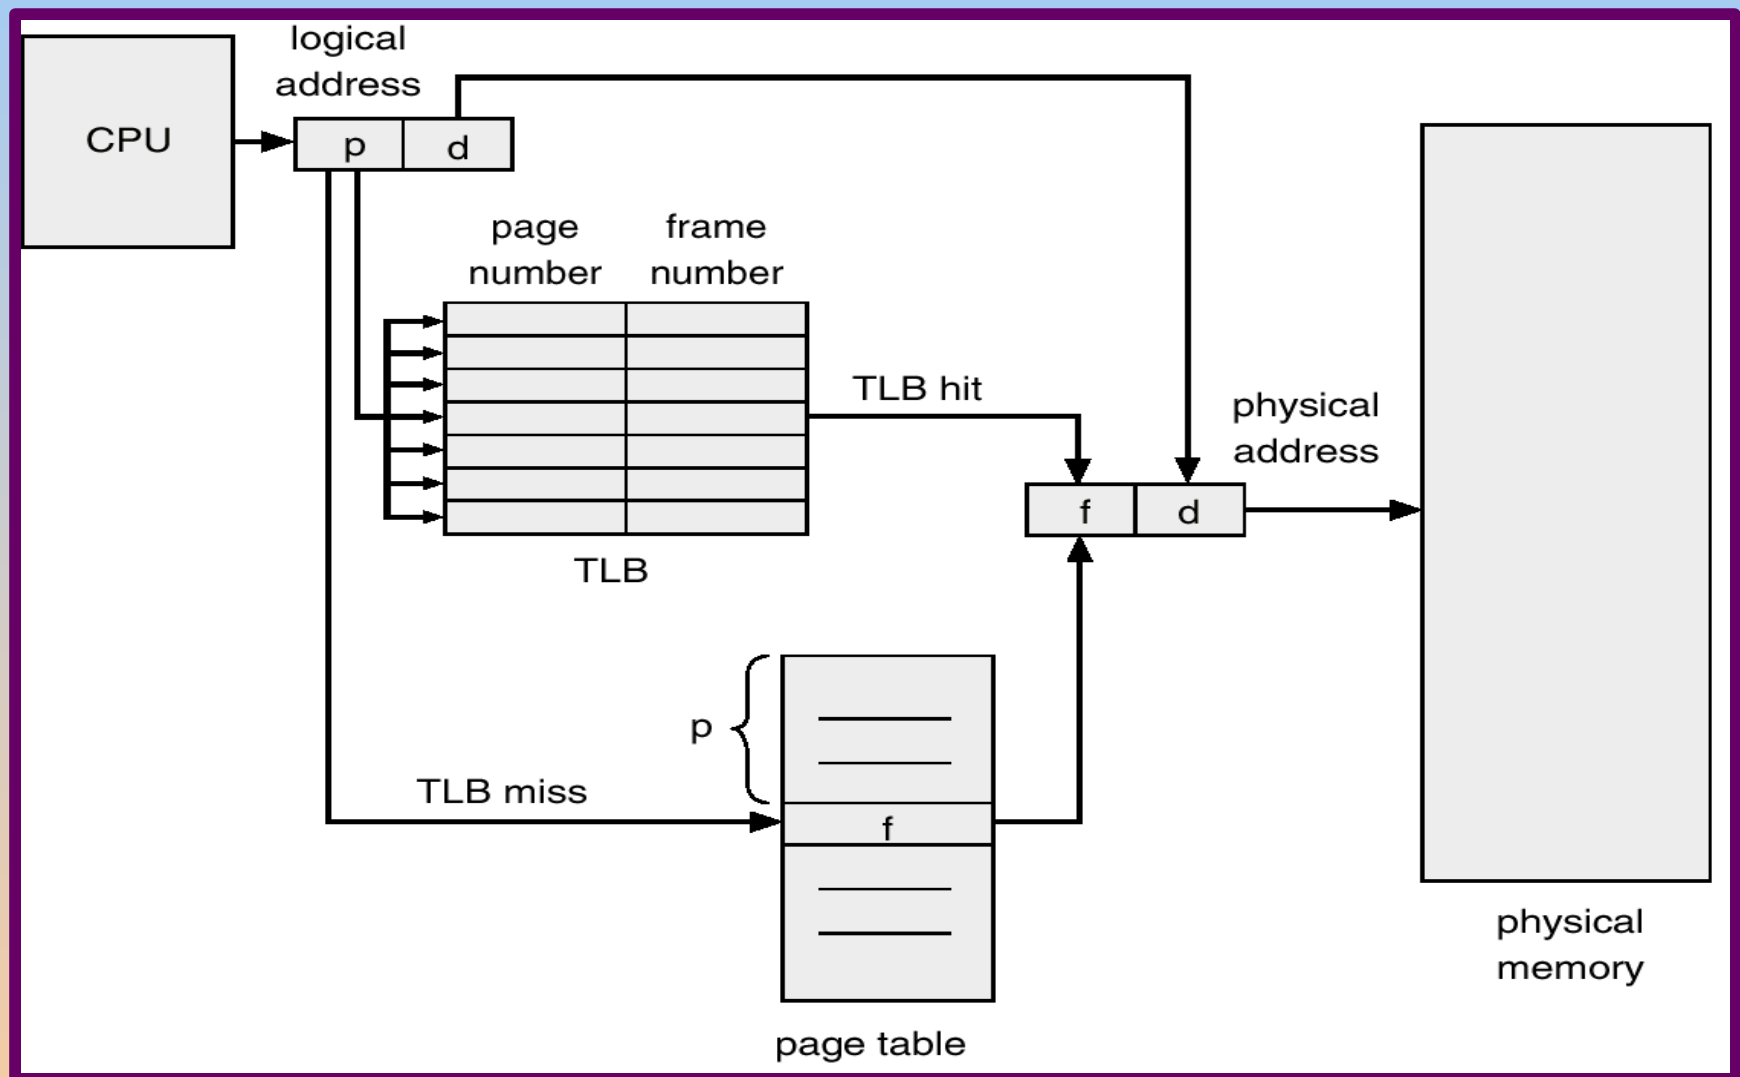 logical
address
CPU
p
d
page
number
frame
number
TLB hit
physical
address
f
d
TLB
p
TLB miss
f
physical
memory
page table